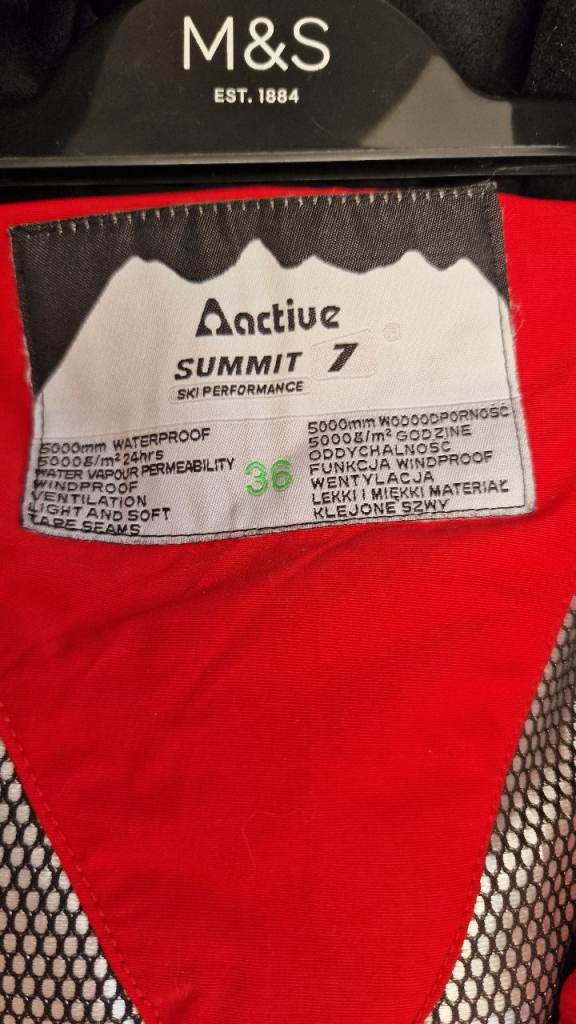 M&S
EST. 1884
Aactive
SUMMIT 7
®
SKI PERFORMANCE
5000mm WATERPROOF
5000g/m² 24hrs
WATER VAPOUR PERMEABILITY
WINDPROOF
VENTILATION
LIGHT AND SOFT
TAPE SEAMS
36
5000mm WODOODPORNOŚĆ
5000g/m² GODZINE
ODDYCHALNOŚĆ
FUNKCJA WINDPROOF
WENTYLACJA
LEKKI I MIĘKKI MATERIAŁ
KLEJONE SZWY